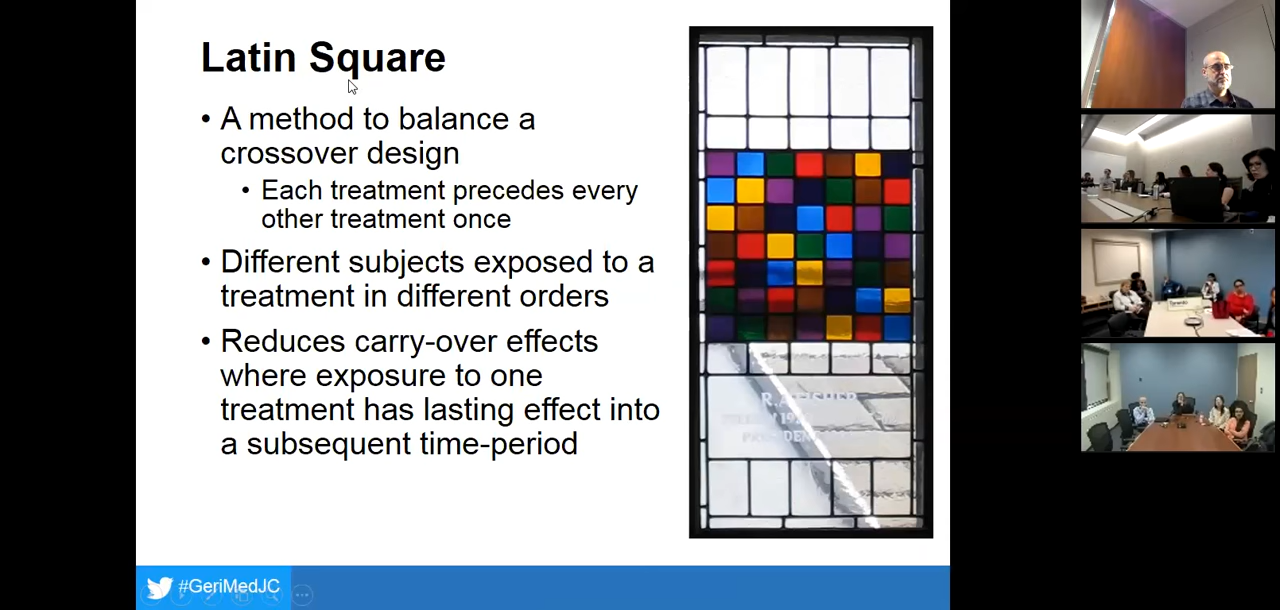 Latin Square
• A method to balance a
crossover design
• Each treatment precedes every
other treatment once
• Different subjects exposed to a
treatment in different orders
• Reduces carry-over effects
where exposure to one
treatment has lasting effect into
a subsequent time-period
R. A. FISHER
#GeriMedJC